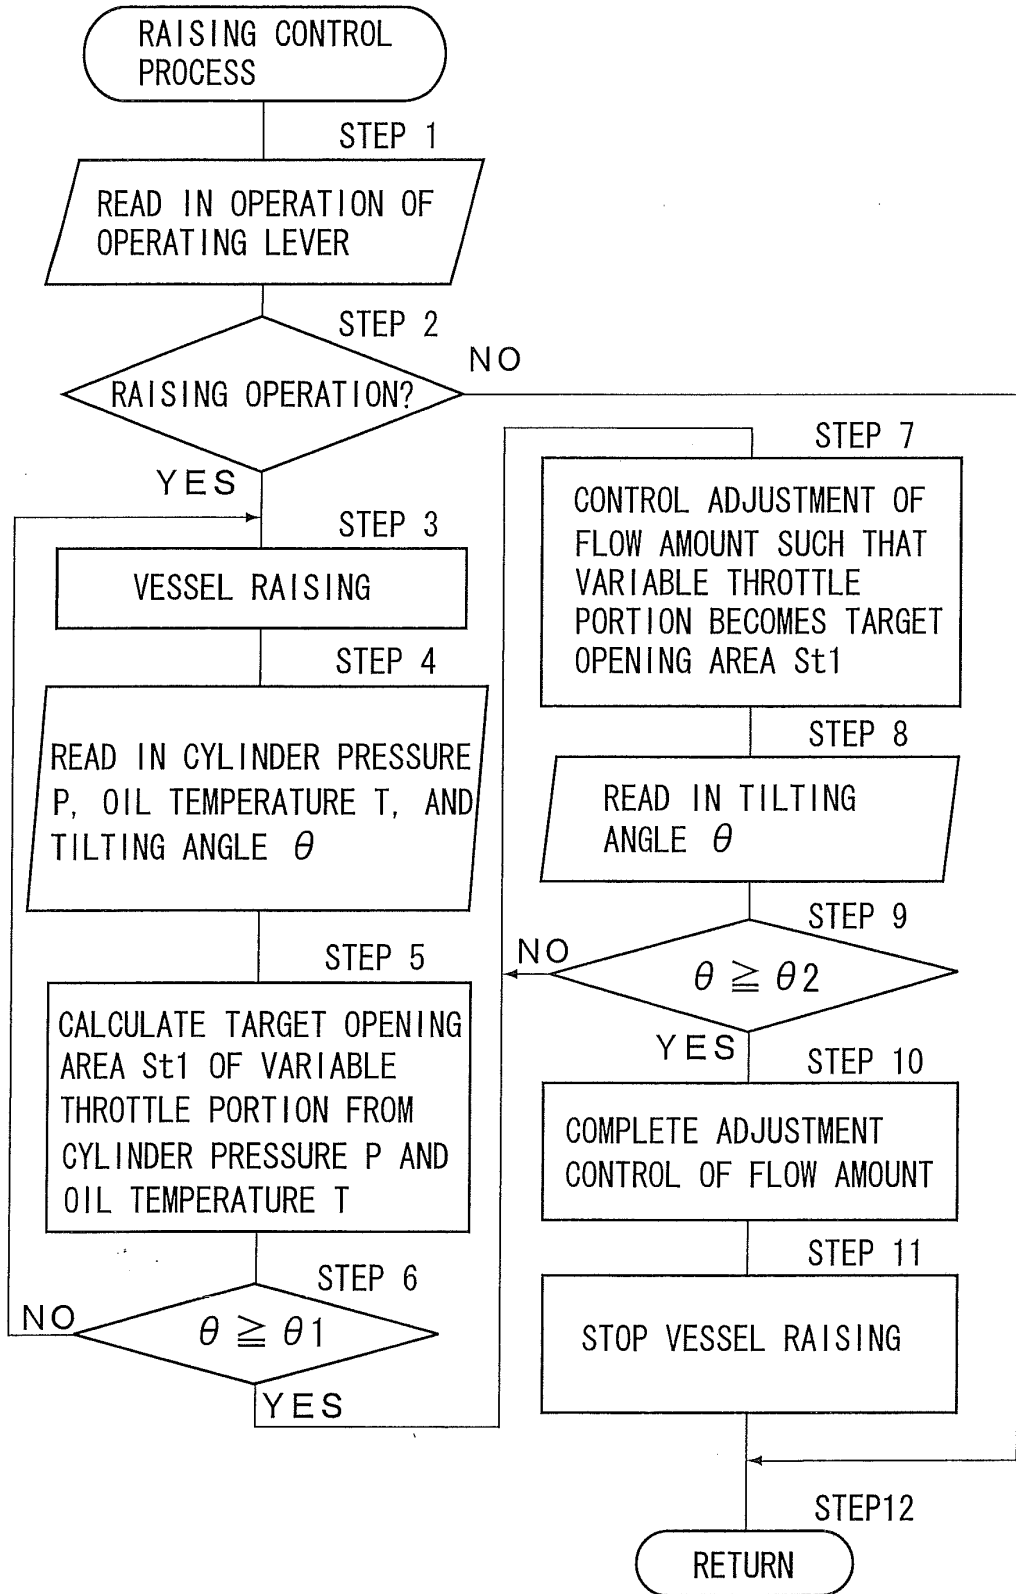 RAISING CONTROL
PROCESS
STEP 1
READ IN OPERATION OF
OPERATING LEVER
STEP 2
RAISING OPERATION?
NO
YES
STEP 3
VESSEL RAISING
STEP 4
READ IN CYLINDER PRESSURE
P, OIL TEMPERATURE T, AND
TILTING ANGLE θ
STEP 5
CALCULATE TARGET OPENING
AREA St1 OF VARIABLE
THROTTLE PORTION FROM
CYLINDER PRESSURE P AND
OIL TEMPERATURE T
STEP 6
NO
θ ≧ θ1
YES
STEP 7
CONTROL ADJUSTMENT OF
FLOW AMOUNT SUCH THAT
VARIABLE THROTTLE
PORTION BECOMES TARGET
OPENING AREA St1
STEP 8
READ IN TILTING
ANGLE θ
STEP 9
NO
θ ≧ θ2
YES
STEP 10
COMPLETE ADJUSTMENT
CONTROL OF FLOW AMOUNT
STEP 11
STOP VESSEL RAISING
STEP12
RETURN